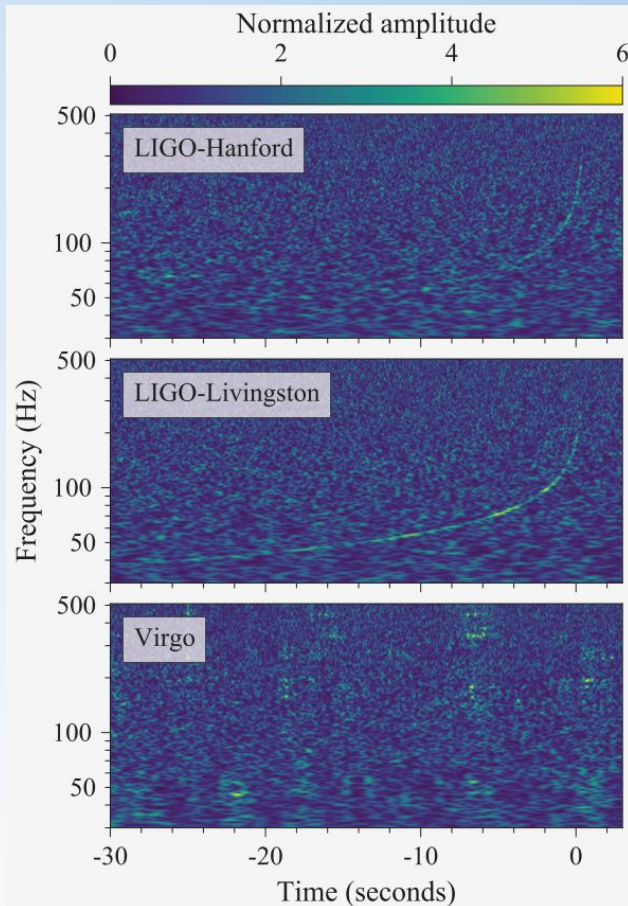 Normalized amplitude
0 2 4 6
500
LIGO-Hanford
100
50
500
LIGO-Livingston
100
50
Frequency (Hz)
500
Virgo
100
50
-30 -20 -10 0
Time (seconds)